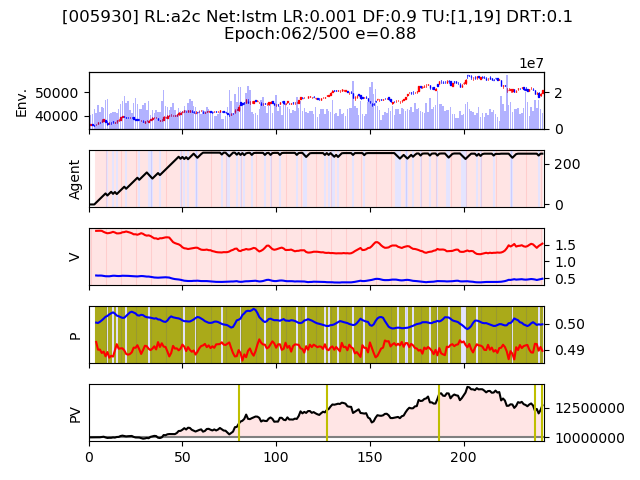 [005930] RL:a2c Net:lstm LR:0.001 DF:0.9 TU:[1,19] DRT:0.1
Epoch:062/500 e=0.88
1e7
Env.
50000
40000
2
0
Agent
200
0
V
1.5
1.0
0.5
P
0.50
0.49
PV
12500000
10000000
0 50 100 150 200